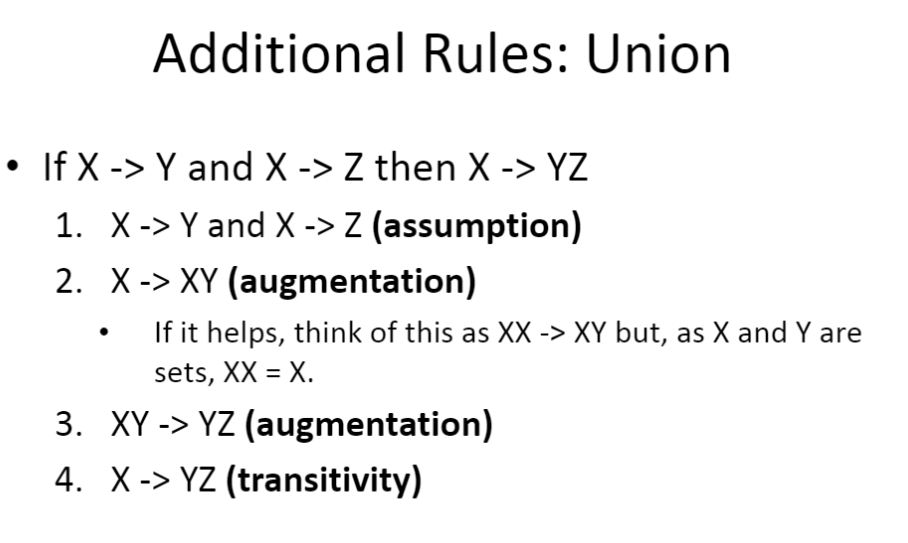 Additional Rules: Union
• If X -> Y and X -> Z then X -> YZ
1. X -> Y and X -> Z (assumption)
2. X -> XY (augmentation)
• If it helps, think of this as XX -> XY but, as X and Y are
sets, XX = X.
3. XY -> YZ (augmentation)
4. X -> YZ (transitivity)